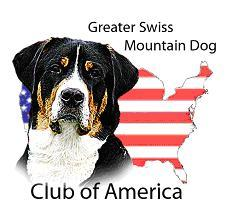 Greater Swiss
Mountain Dog
Club of America